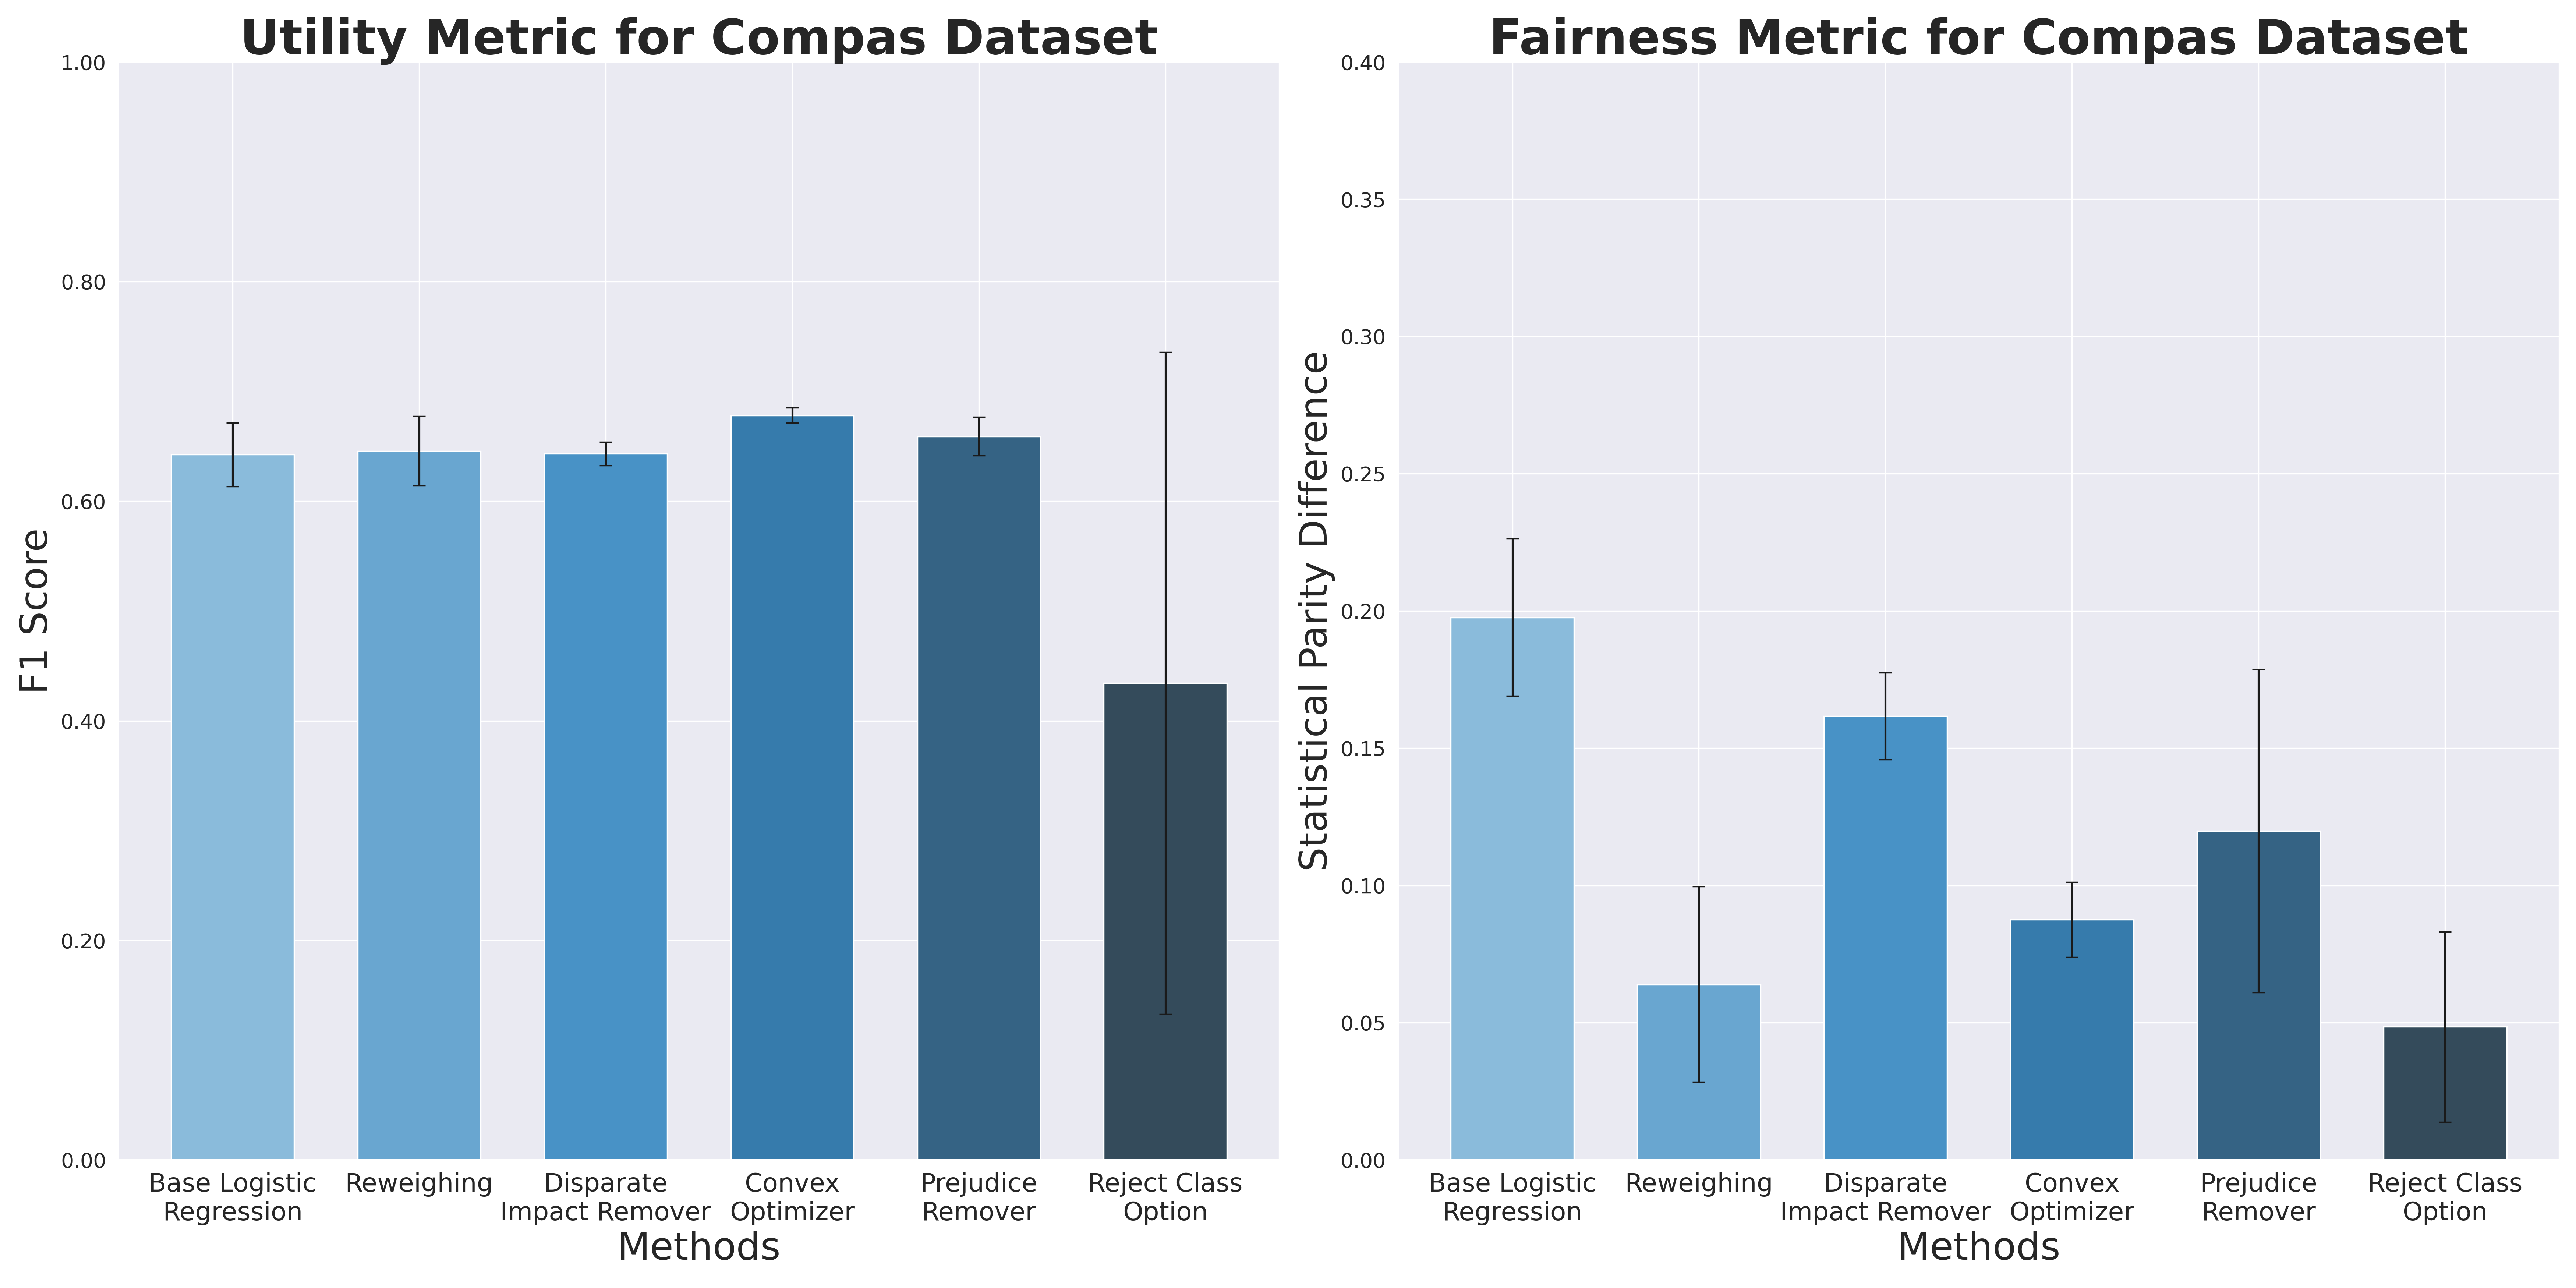 Utility Metric for Compas Dataset
F1 Score
1.00
0.80
0.60
0.40
0.20
0.00
Base Logistic
Regression
Reweighing
Disparate
Impact Remover
Convex
Optimizer
Prejudice
Remover
Reject Class
Option
Methods
Fairness Metric for Compas Dataset
Statistical Parity Difference
0.40
0.35
0.30
0.25
0.20
0.15
0.10
0.05
0.00
Base Logistic
Regression
Reweighing
Disparate
Impact Remover
Convex
Optimizer
Prejudice
Remover
Reject Class
Option
Methods